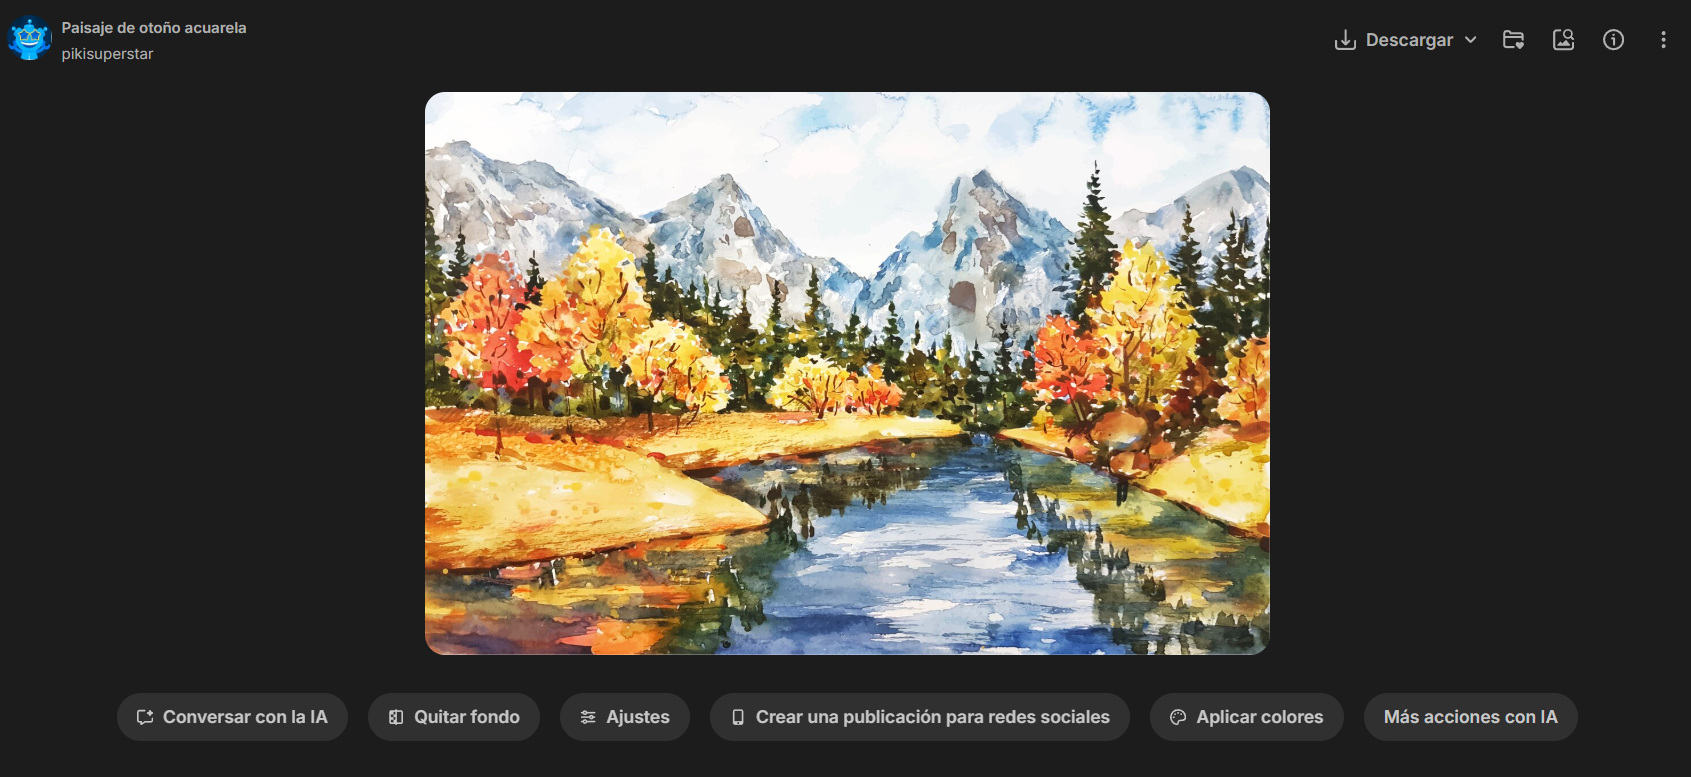 Paisaje de otoño acuarela
pikisuperstar
Descargar
Conversar con la IA
Quitar fondo
Ajustes
Crear una publicación para redes sociales
Aplicar colores
Más acciones con IA